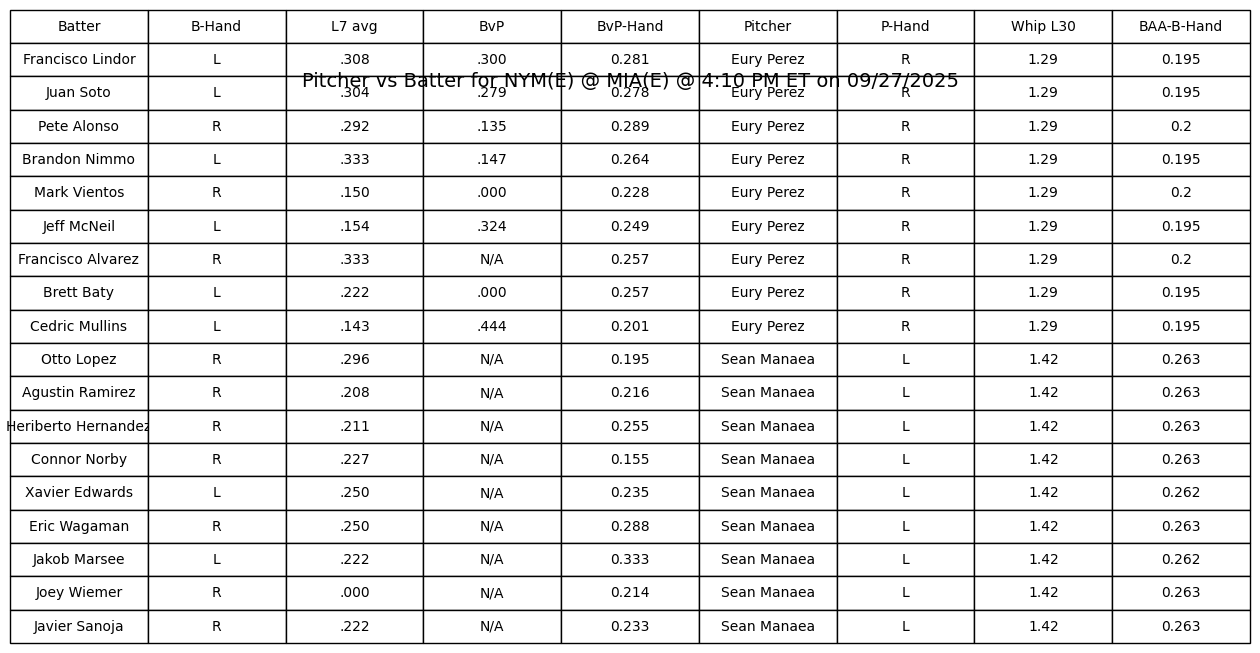 Batter B-Hand L7 avg BvP BvP-Hand Pitcher P-Hand Whip L30 BAA-B-Hand
Francisco Lindor L .308 .300 0.281 Eury Perez R 1.29 0.195
Pitcher vs Batter for NYM(E) @ MIA(E) @ 4:10 PM ET on 09/27/2025
Juan Soto L .304 .279 0.278 Eury Perez R 1.29 0.195
Pete Alonso R .292 .135 0.289 Eury Perez R 1.29 0.2
Brandon Nimmo L .333 .147 0.264 Eury Perez R 1.29 0.195
Mark Vientos R .150 .000 0.228 Eury Perez R 1.29 0.2
Jeff McNeil L .154 .324 0.249 Eury Perez R 1.29 0.195
Francisco Alvarez R .333 N/A 0.257 Eury Perez R 1.29 0.2
Brett Baty L .222 .000 0.257 Eury Perez R 1.29 0.195
Cedric Mullins L .143 .444 0.201 Eury Perez R 1.29 0.195
Otto Lopez R .296 N/A 0.195 Sean Manaea L 1.42 0.263
Agustin Ramirez R .208 N/A 0.216 Sean Manaea L 1.42 0.263
Heriberto Hernandez R .211 N/A 0.255 Sean Manaea L 1.42 0.263
Connor Norby R .227 N/A 0.155 Sean Manaea L 1.42 0.263
Xavier Edwards L .250 N/A 0.235 Sean Manaea L 1.42 0.262
Eric Wagaman R .250 N/A 0.288 Sean Manaea L 1.42 0.263
Jakob Marsee L .222 N/A 0.333 Sean Manaea L 1.42 0.262
Joey Wiemer R .000 N/A 0.214 Sean Manaea L 1.42 0.263
Javier Sanoja R .222 N/A 0.233 Sean Manaea L 1.42 0.263